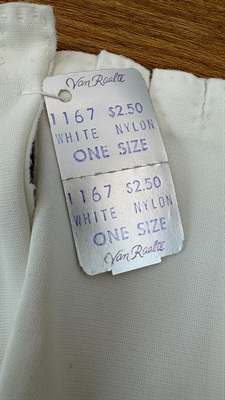 Van Raalte
1167 $2.50
WHITE NYLON
ONE SIZE
1167 $2.50
WHITE NYLON
ONE SIZE
Van Raalte